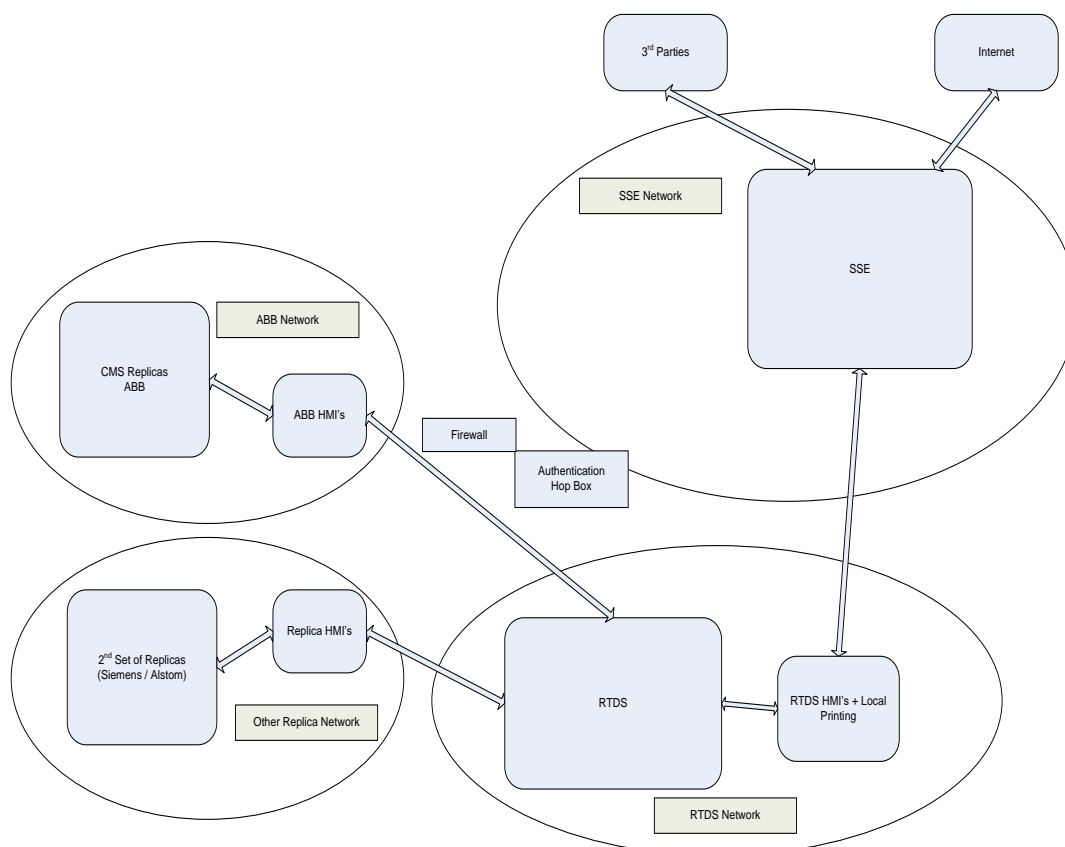 3rd Parties
Internet
SSE Network
SSE
ABB Network
CMS Replicas
ABB
ABB HMI's
Firewall
Authentication
Hop Box
2nd Set of Replicas
(Siemens / Alstom)
Replica HMI's
Other Replica Network
RTDS
RTDS HMI's + Local
Printing
RTDS Network